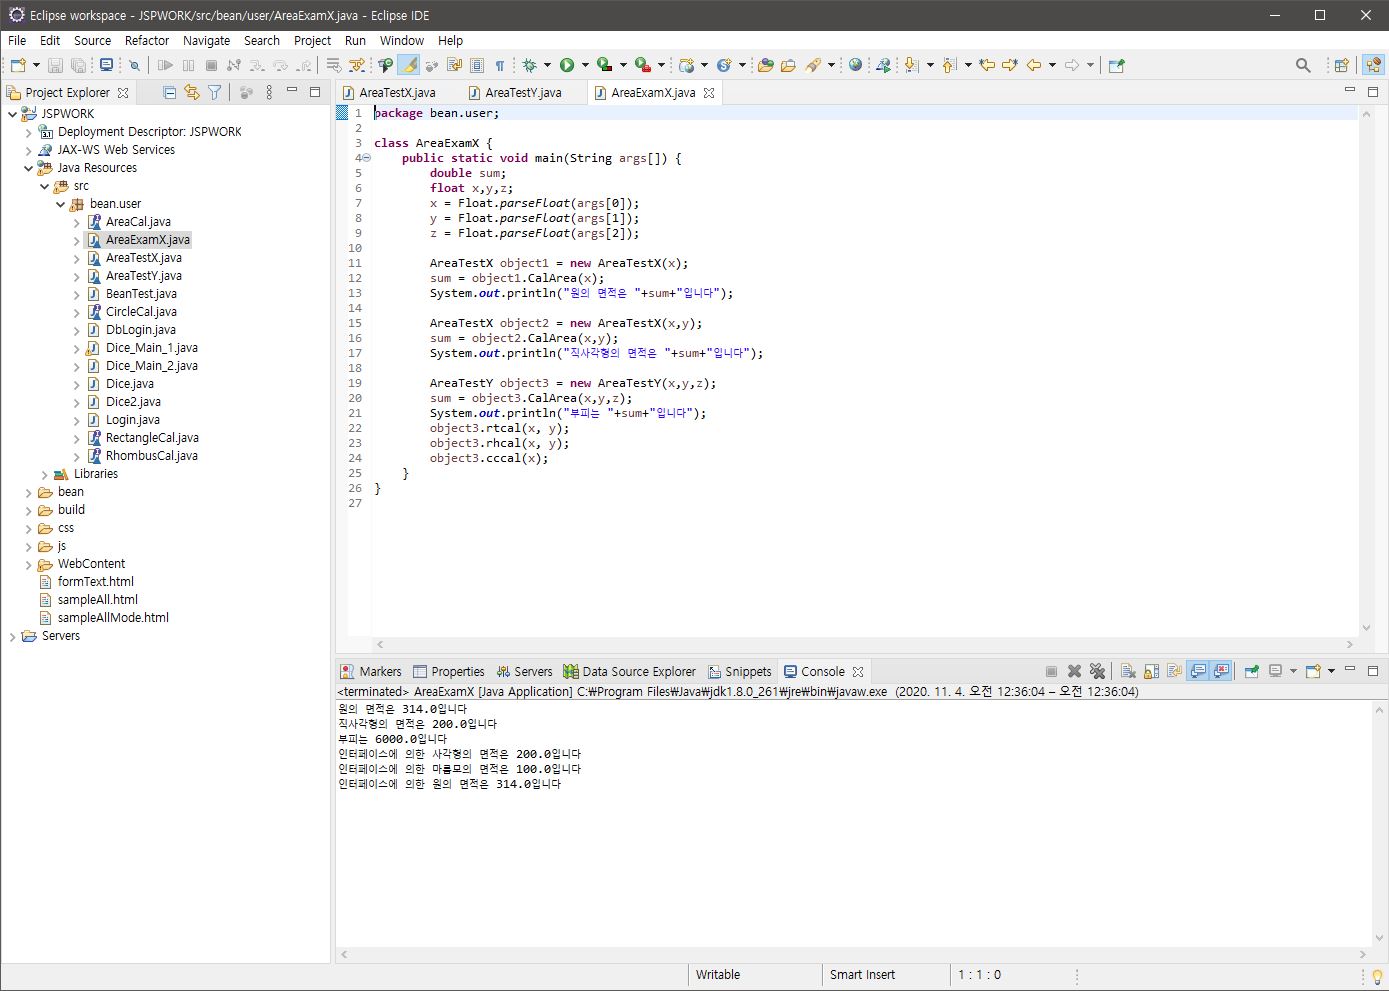 Eclipse workspace - JSPWORK/src/bean/user/AreaExamX.java - Eclipse IDE
File Edit Source Refactor Navigate Search Project Run Window Help
Project Explorer
JSPWORK
Deployment Descriptor: JSPWORK
JAX-WS Web Services
Java Resources
src
bean.user
AreaCal.java
AreaExamX.java
AreaTestX.java
AreaTestY.java
BeanTest.java
CircleCal.java
DbLogin.java
Dice_Main_1.java
Dice_Main_2.java
Dice.java
Dice2.java
Login.java
RectangleCal.java
RhombusCal.java
Libraries
bean
build
css
js
WebContent
formText.html
sampleAll.html
sampleAllMode.html
Servers
AreaTestX.java AreaTestY.java AreaExamX.java
1 package bean.user;
2
3 class AreaExamX {
4 public static void main(String args[]) {
5 double sum;
6 float x,y,z;
7 x = Float.parseFloat(args[0]);
8 y = Float.parseFloat(args[1]);
9 z = Float.parseFloat(args[2]);
10
11 AreaTestX object1 = new AreaTestX(x);
12 sum = object1.CalArea(x);
13 System.out.println("원의 면적은 "+sum+"입니다");
14
15 AreaTestX object2 = new AreaTestX(x,y);
16 sum = object2.CalArea(x,y);
17 System.out.println("직사각형의 면적은 "+sum+"입니다");
18
19 AreaTestY object3 = new AreaTestY(x,y,z);
20 sum = object3.CalArea(x,y,z);
21 System.out.println("부피는 "+sum+"입니다");
22 object3.rtcal(x, y);
23 object3.rhcal(x, y);
24 object3.cccal(x);
25 }
26 }
27
Markers Properties Servers Data Source Explorer Snippets Console
<terminated> AreaExamX [Java Application] C:₩Program Files₩Java₩jdk1.8.0_261₩jre₩bin₩javaw.exe (2020. 11. 4. 오전 12:36:04 – 오전 12:36:04)
원의 면적은 314.0입니다
직사각형의 면적은 200.0입니다
부피는 6000.0입니다
인터페이스에 의한 사각형의 면적은 200.0입니다
인터페이스에 의한 마름모의 면적은 100.0입니다
인터페이스에 의한 원의 면적은 314.0입니다
Writable Smart Insert 1 : 1 : 0